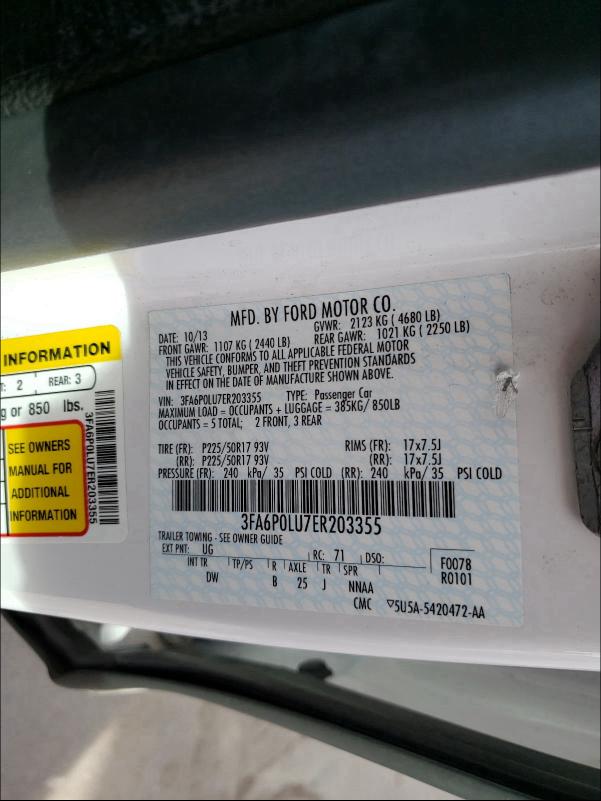 MFD. BY FORD MOTOR CO.
10/13 GVWR: 2123 KG ( 4680 LB)
FRONT GAWR: 1107 KG ( 2440 LB) REAR GAWR: 1021 KG ( 2250 LB)
THIS VEHICLE CONFORMS TO ALL APPLICABLE FEDERAL MOTOR
VEHICLE SAFETY, BUMPER, AND THEFT PREVENTION STANDARDS
IN EFFECT ON THE DATE OF MANUFACTURE SHOWN ABOVE.
VIN: 3FA6P0LU7ER203355 TYPE: Passenger Car
MAXIMUM LOAD = OCCUPANTS + LUGGAGE = 385KG/850LB
OCCUPANTS = 5 TOTAL; 2 FRONT, 3 REAR
TIRE (FR): P225/50R17 93V RIMS (FR): 17x7.5J
(RR): P225/50R17 93V (RR): 17x7.5J
PRESSURE (FR): 240 kPa/ 35 PSI COLD (RR): 240 kPa/ 35 PSI COLD
3FA6P0LU7ER203355
TRAILER TOWING - SEE OWNER GUIDE
EXT PNT: UG RC: 71 DSO: F0078
INT TR TP/PS R AXLE TR SPR R0101
DW B 25 J NNAA
CMC ▽5U5A-5420472-AA
INFORMATION
T: 2 REAR: 3
g or 850 lbs.
SEE OWNERS
MANUAL FOR
ADDITIONAL
INFORMATION
3FA6P0LU7ER203355